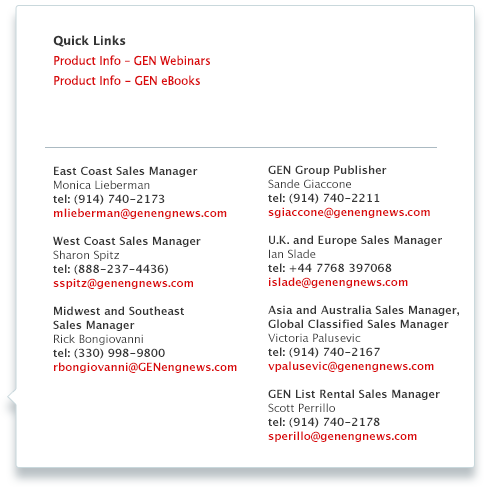 Quick Links
Product Info – GEN Webinars
Product Info – GEN eBooks
East Coast Sales Manager
Monica Lieberman
tel: (914) 740-2173
mlieberman@genengnews.com
West Coast Sales Manager
Sharon Spitz
tel: (888-237-4436)
sspitz@genengnews.com
Midwest and Southeast
Sales Manager
Rick Bongiovanni
tel: (330) 998-9800
rbongiovanni@GENengnews.com
GEN Group Publisher
Sande Giaccone
tel: (914) 740-2211
sgiaccone@genengnews.com
U.K. and Europe Sales Manager
Ian Slade
tel: +44 7768 397068
islade@genengnews.com
Asia and Australia Sales Manager,
Global Classified Sales Manager
Victoria Palusevic
tel: (914) 740-2167
vpalusevic@genengnews.com
GEN List Rental Sales Manager
Scott Perrillo
tel: (914) 740-2178
sperillo@genengnews.com